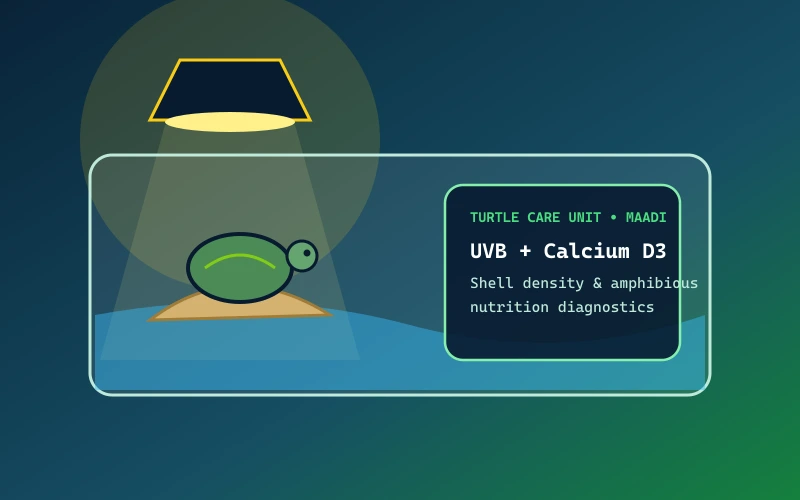 TURTLE CARE UNIT • MAADI
UVB + Calcium D3
Shell density & amphibious
nutrition diagnostics